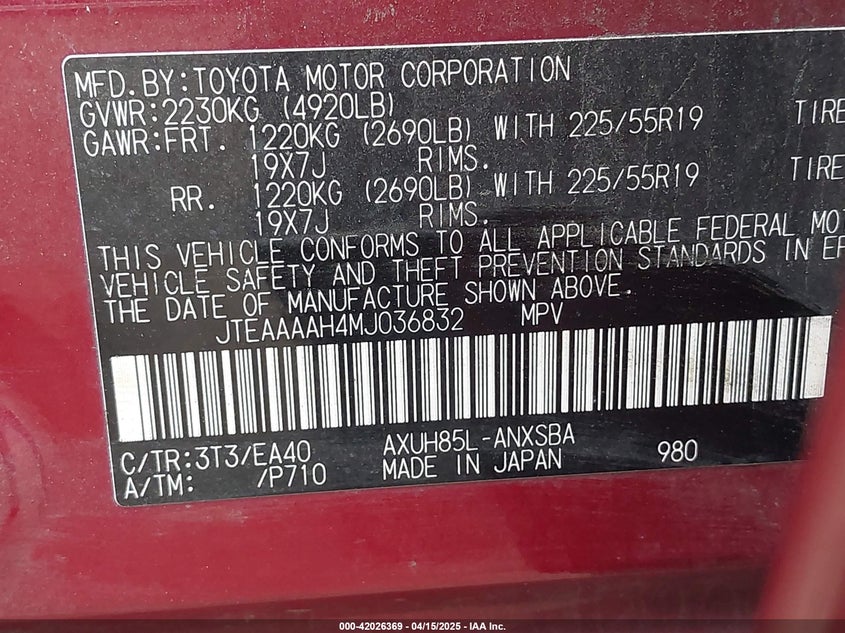 MFD.BY:TOYOTA MOTOR CORPORATION
GVWR:2230KG (4920LB)
GAWR:FRT. 1220KG (2690LB) WITH 225/55R19 TIRE
19X7J RIMS.
RR. 1220KG (2690LB) WITH 225/55R19 TIRE
19X7J RIMS.
THIS VEHICLE CONFORMS TO ALL APPLICABLE FEDERAL MOT
VEHICLE SAFETY AND THEFT PREVENTION STANDARDS IN EF
THE DATE OF MANUFACTURE SHOWN ABOVE.
JTEAAAAH4MJ036832 MPV
C/TR:3T3/EA40 AXUH85L-ANXSBA 980
A/TM: /P710 MADE IN JAPAN
000-42026369 - 04/15/2025 - IAA Inc.